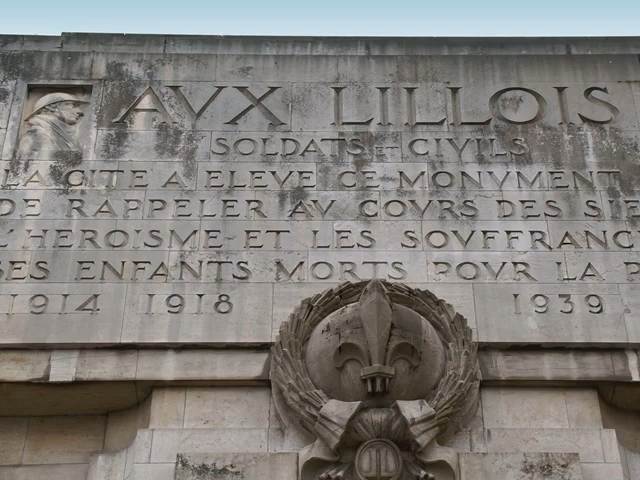 AVX LILLOIS
SOLDATS ET CIVILS
LA CITE A ELEVE CE MONVMENT
DE RAPPELER AV COVRS DES
L'HEROISME ET LES
SES ENFANTS MORTS POVR LA
1914 1918 1939